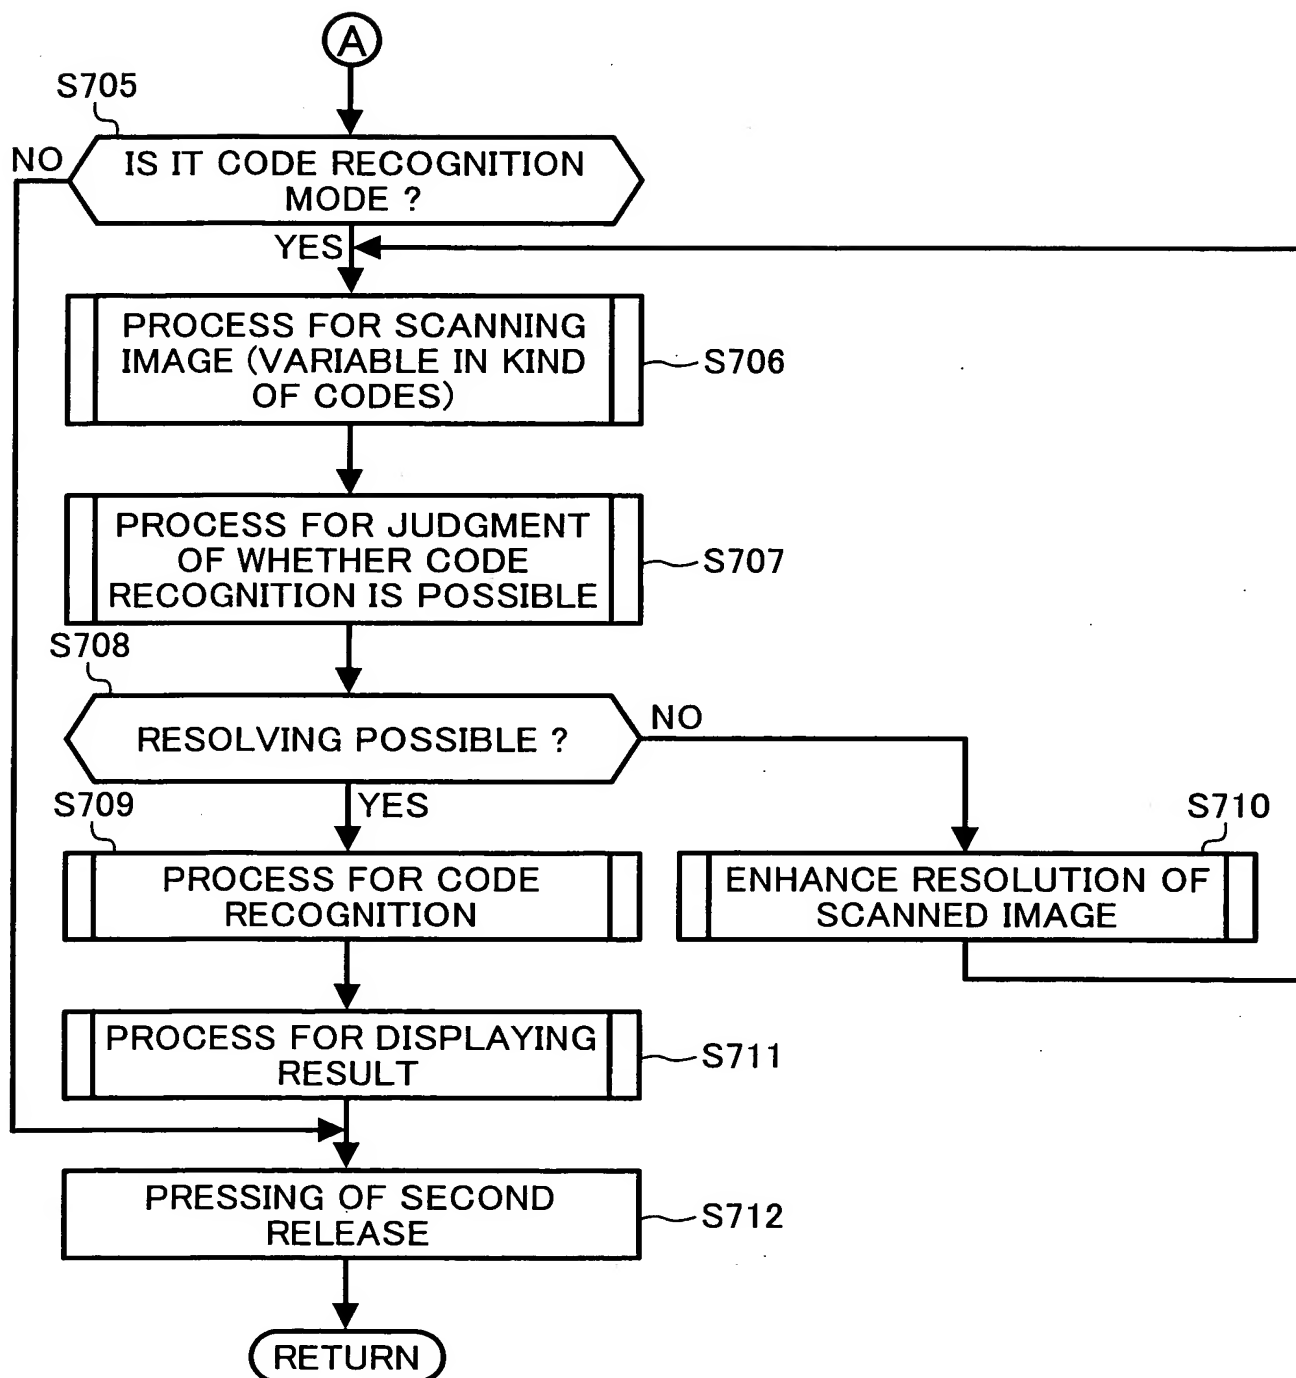 A
S705
NO
IS IT CODE RECOGNITION
MODE ?
YES
PROCESS FOR SCANNING
IMAGE (VARIABLE IN KIND
OF CODES)
S706
PROCESS FOR JUDGMENT
OF WHETHER CODE
RECOGNITION IS POSSIBLE
S707
S708
RESOLVING POSSIBLE ?
NO
YES
S709
PROCESS FOR CODE
RECOGNITION
S710
ENHANCE RESOLUTION OF
SCANNED IMAGE
PROCESS FOR DISPLAYING
RESULT
S711
PRESSING OF SECOND
RELEASE
S712
RETURN